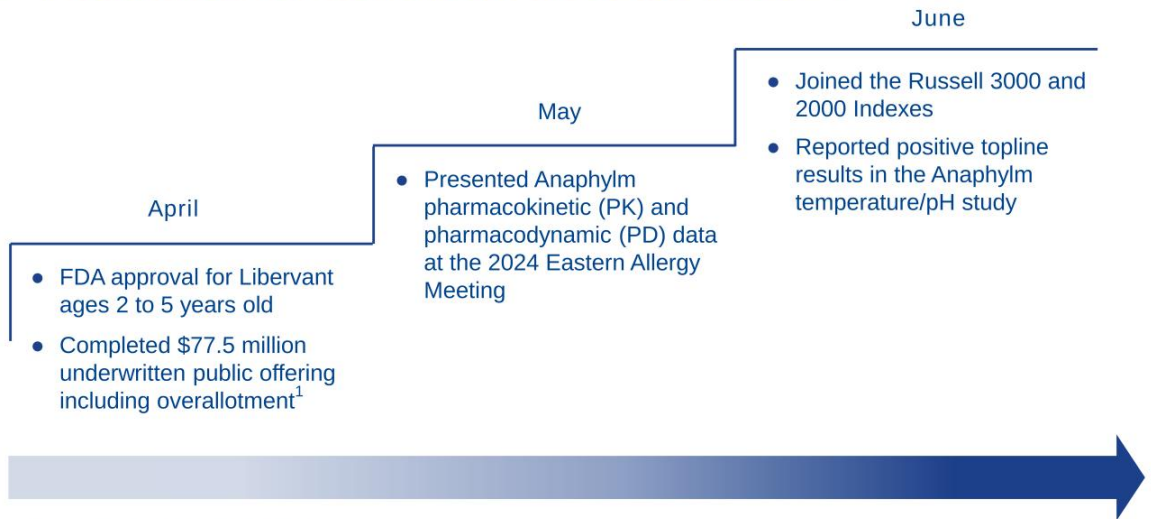 April
● FDA approval for Libervant
ages 2 to 5 years old
● Completed $77.5 million
underwritten public offering
including overallotment1
May
● Presented Anaphylm
pharmacokinetic (PK) and
pharmacodynamic (PD) data
at the 2024 Eastern Allergy
Meeting
June
● Joined the Russell 3000 and
2000 Indexes
● Reported positive topline
results in the Anaphylm
temperature/pH study